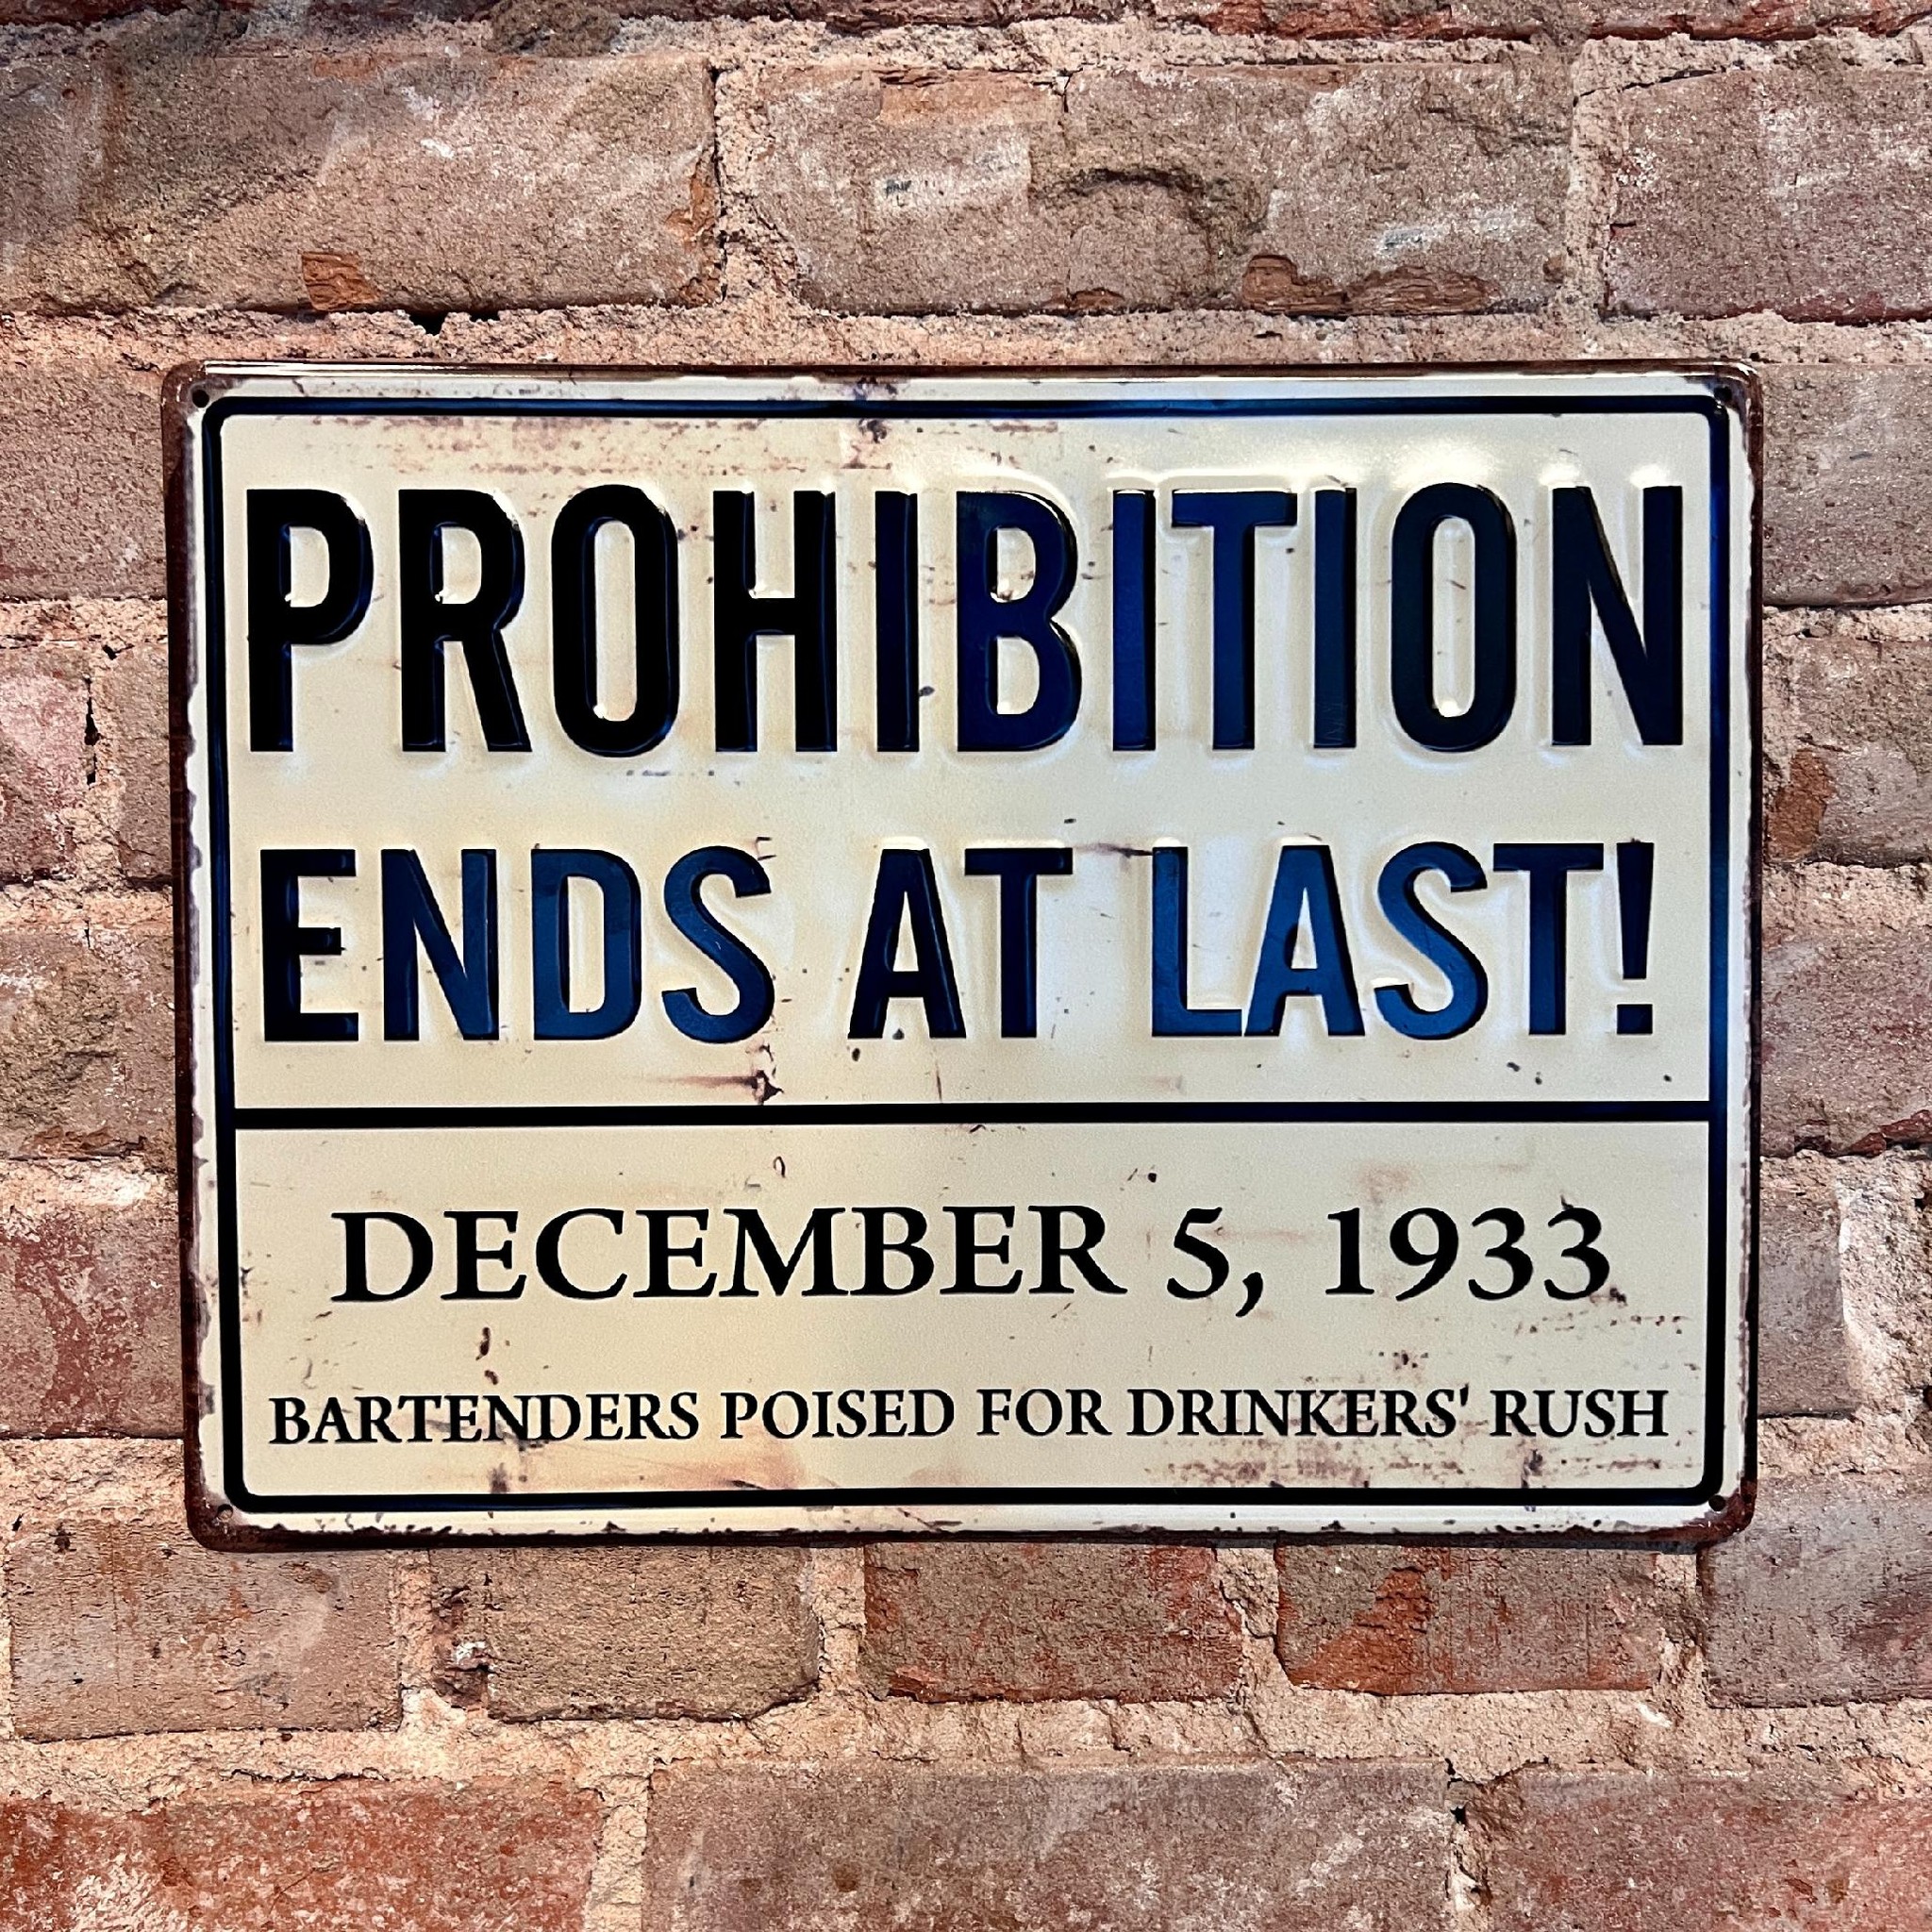 PROHIBITION
ENDS AT LAST!
DECEMBER 5, 1933
BARTENDERS POISED FOR DRINKERS' RUSH